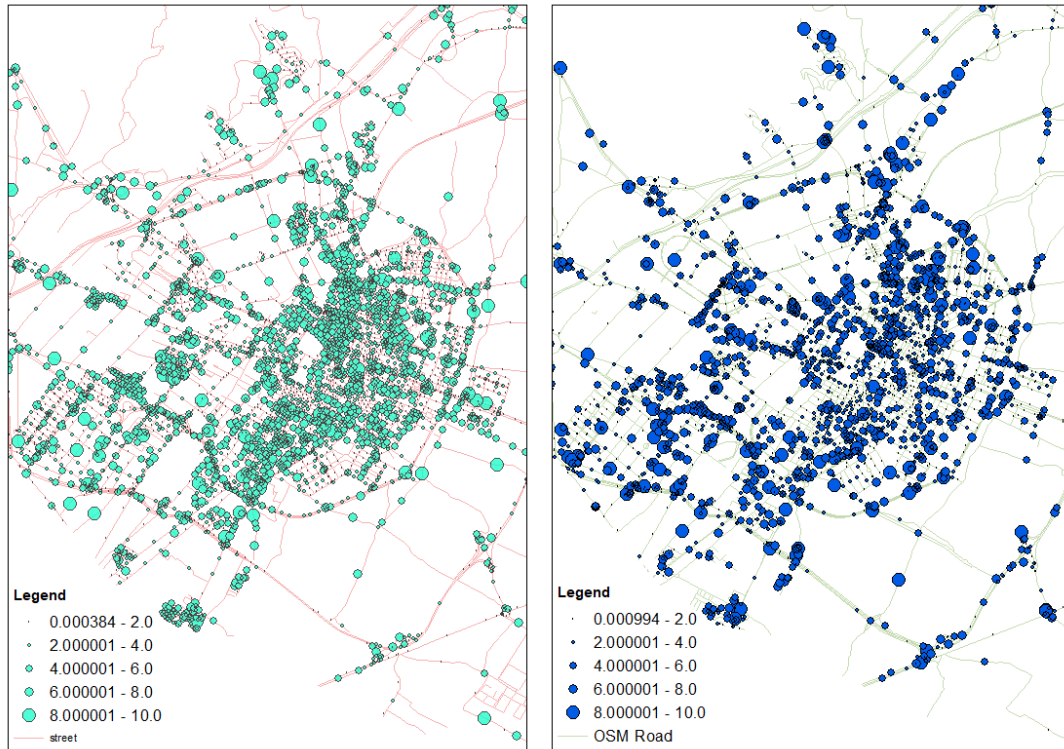 Legend
0.000384 - 2.0
2.000001 - 4.0
4.000001 - 6.0
6.000001 - 8.0
8.000001 - 10.0
street
Legend
0.000994 - 2.0
2.000001 - 4.0
4.000001 - 6.0
6.000001 - 8.0
8.000001 - 10.0
OSM Road